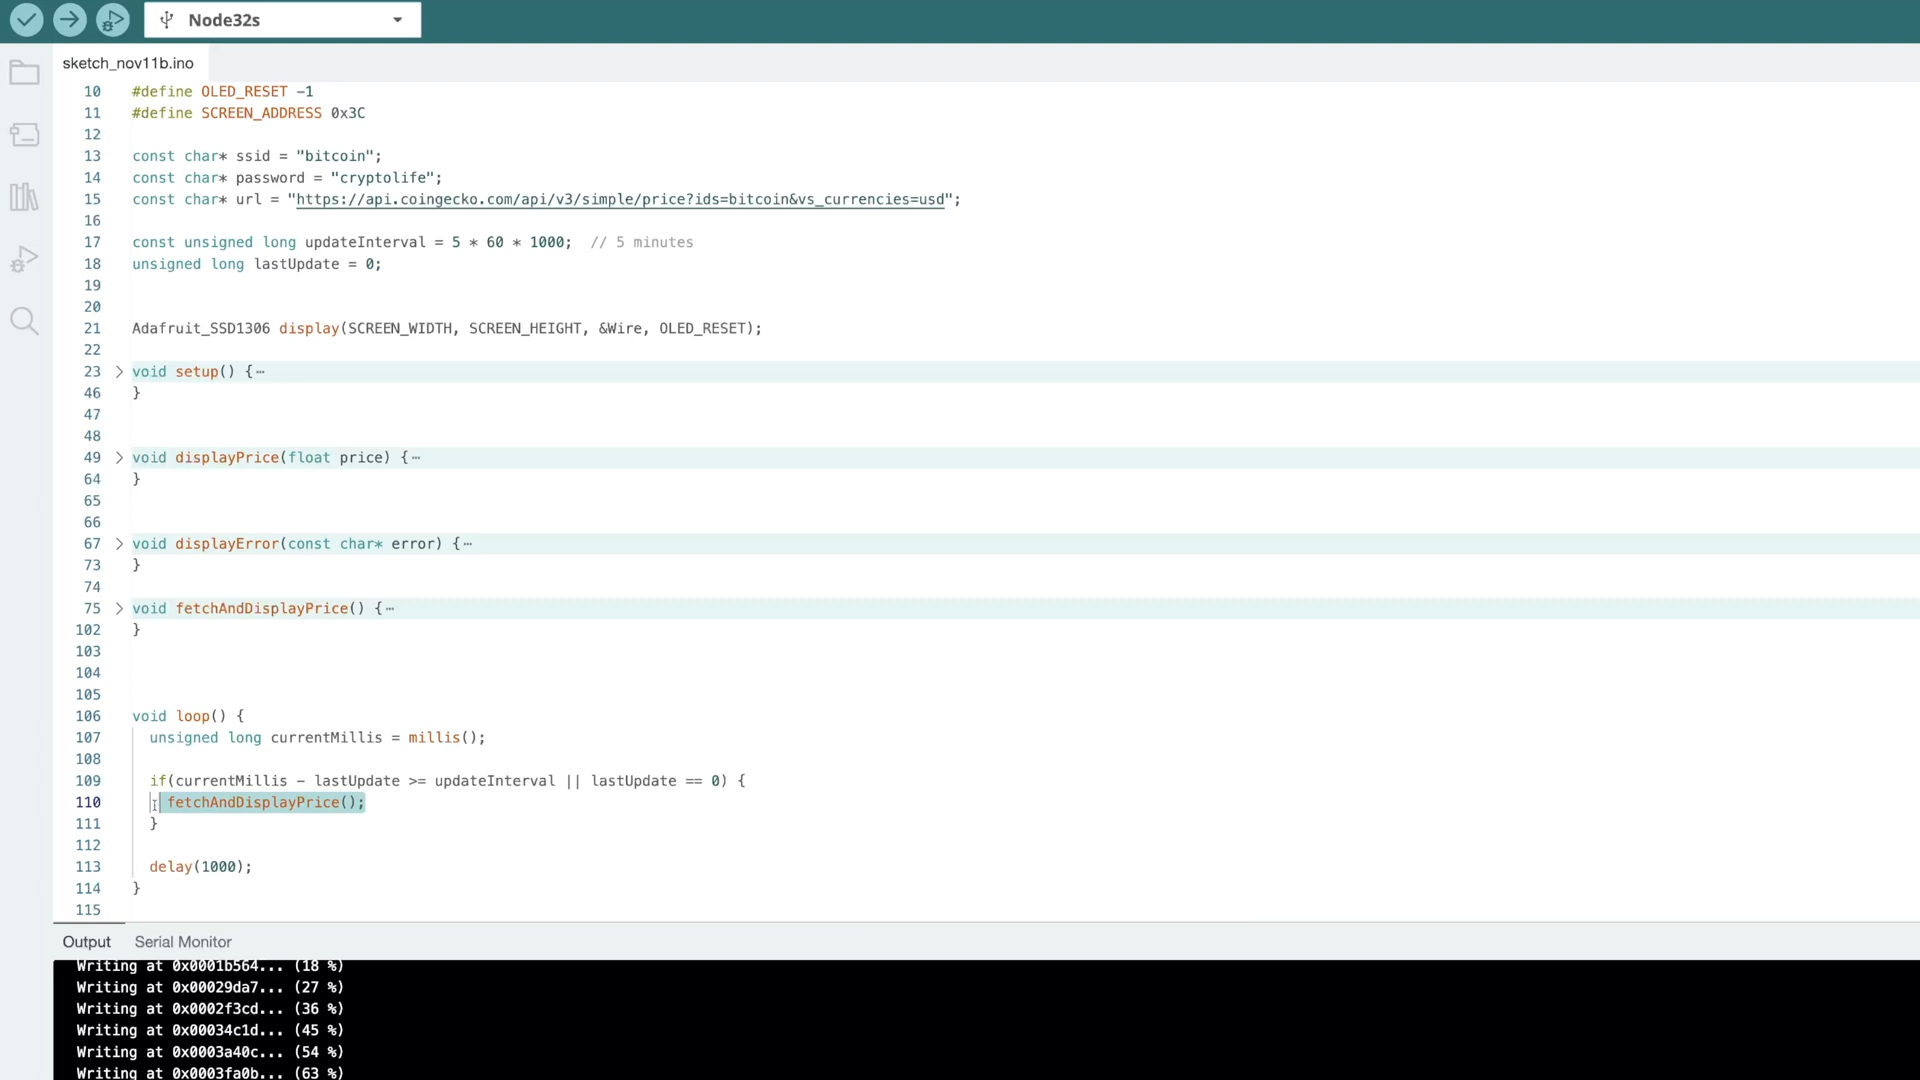 Node32s
sketch_nov11b.ino
10 #define OLED_RESET -1
11 #define SCREEN_ADDRESS 0x3C
12
13 const char* ssid = "bitcoin";
14 const char* password = "cryptolife";
15 const char* url = "https://api.coingecko.com/api/v3/simple/price?ids=bitcoin&vs_currencies=usd";
16
17 const unsigned long updateInterval = 5 * 60 * 1000;  // 5 minutes
18 unsigned long lastUpdate = 0;
19
20
21 Adafruit_SSD1306 display(SCREEN_WIDTH, SCREEN_HEIGHT, &Wire, OLED_RESET);
22
23 void setup() {⋯
46 }
47
48
49 void displayPrice(float price) {⋯
64 }
65
66
67 void displayError(const char* error) {⋯
73 }
74
75 void fetchAndDisplayPrice() {⋯
102 }
103
104
105
106 void loop() {
107 unsigned long currentMillis = millis();
108
109 if(currentMillis - lastUpdate >= updateInterval || lastUpdate == 0) {
110 fetchAndDisplayPrice();
111 }
112
113 delay(1000);
114 }
115
Output Serial Monitor
Writing at 0x0001b564... (18 %)
Writing at 0x00029da7... (27 %)
Writing at 0x0002f3cd... (36 %)
Writing at 0x00034c1d... (45 %)
Writing at 0x0003a40c... (54 %)
Writing at 0x0003fa0b... (63 %)